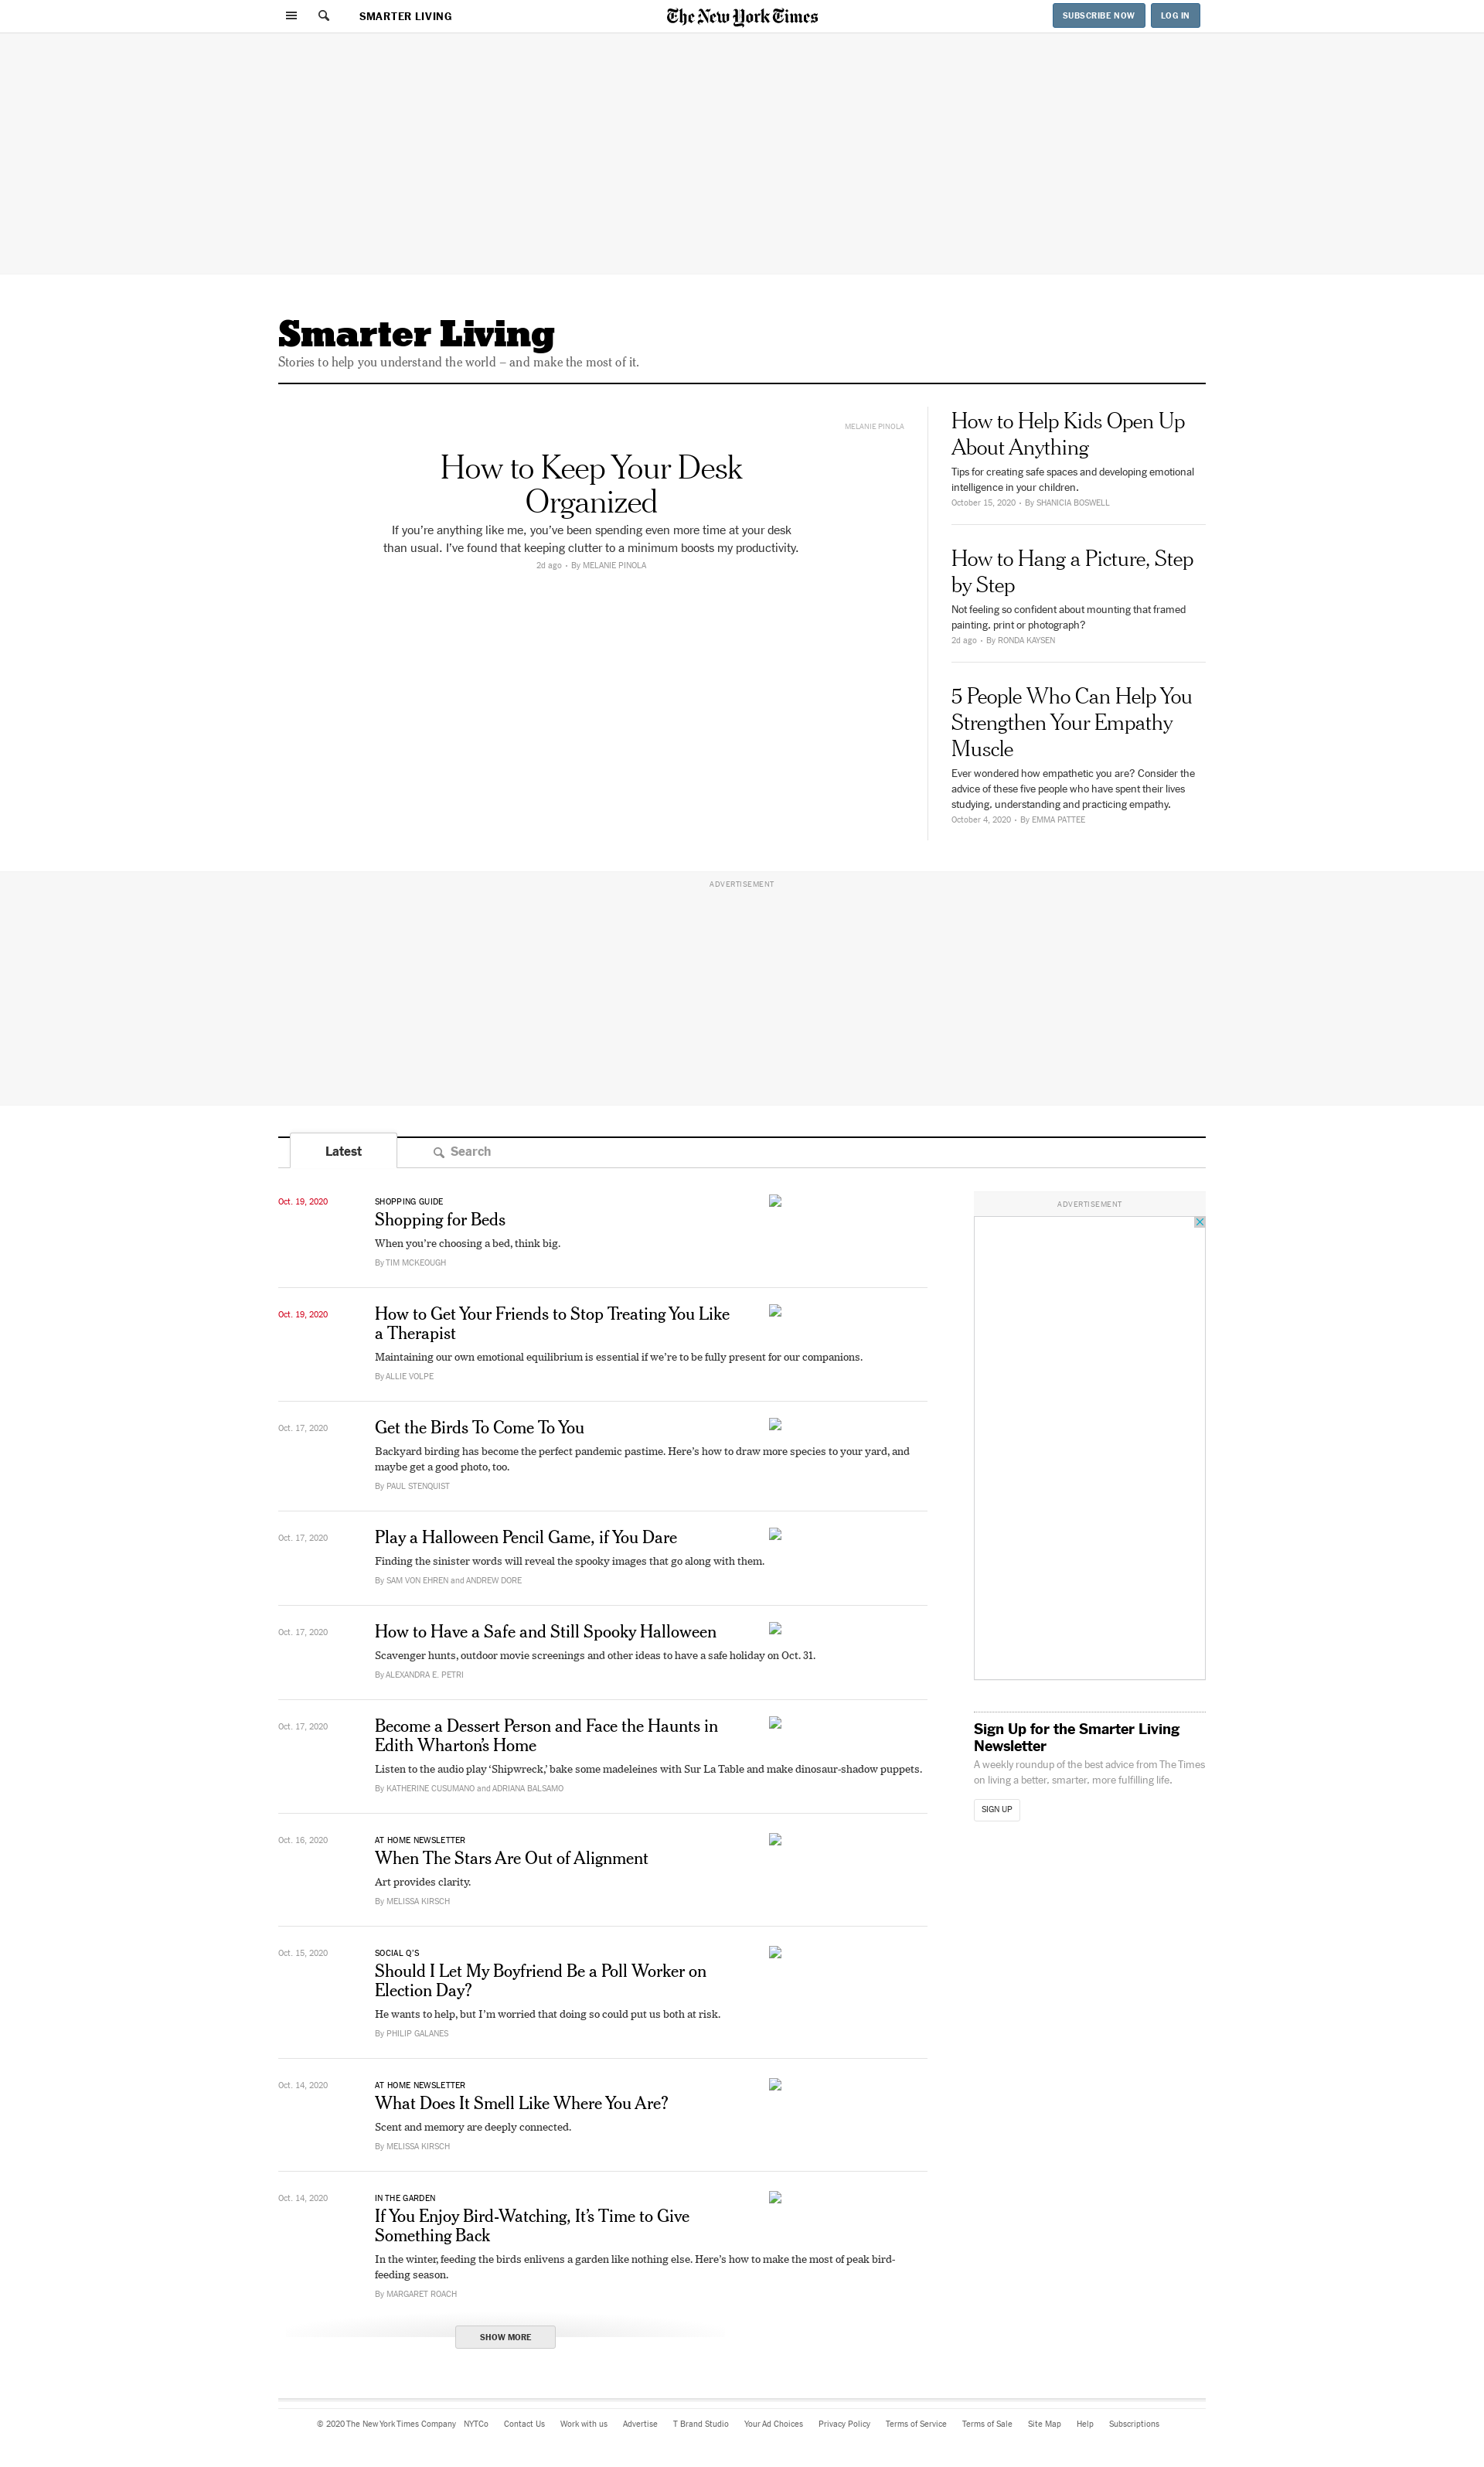 SMARTER LIVING
The New York Times
SUBSCRIBE NOW
LOG IN
Smarter Living
Stories to help you understand the world – and make the most of it.
MELANIE PINOLA
How to Keep Your Desk
Organized
If you’re anything like me, you’ve been spending even more time at your desk
than usual. I’ve found that keeping clutter to a minimum boosts my productivity.
2d ago • By MELANIE PINOLA
How to Help Kids Open Up
About Anything
Tips for creating safe spaces and developing emotional
intelligence in your children.
October 15, 2020 • By SHANICIA BOSWELL
How to Hang a Picture, Step
by Step
Not feeling so confident about mounting that framed
painting, print or photograph?
2d ago • By RONDA KAYSEN
5 People Who Can Help You
Strengthen Your Empathy
Muscle
Ever wondered how empathetic you are? Consider the
advice of these five people who have spent their lives
studying, understanding and practicing empathy.
October 4, 2020 • By EMMA PATTEE
ADVERTISEMENT
Latest
Search
Oct. 19, 2020
SHOPPING GUIDE
Shopping for Beds
When you’re choosing a bed, think big.
By TIM MCKEOUGH
Oct. 19, 2020
How to Get Your Friends to Stop Treating You Like
a Therapist
Maintaining our own emotional equilibrium is essential if we’re to be fully present for our companions.
By ALLIE VOLPE
Oct. 17, 2020
Get the Birds To Come To You
Backyard birding has become the perfect pandemic pastime. Here’s how to draw more species to your yard, and
maybe get a good photo, too.
By PAUL STENQUIST
Oct. 17, 2020
Play a Halloween Pencil Game, if You Dare
Finding the sinister words will reveal the spooky images that go along with them.
By SAM VON EHREN and ANDREW DORE
Oct. 17, 2020
How to Have a Safe and Still Spooky Halloween
Scavenger hunts, outdoor movie screenings and other ideas to have a safe holiday on Oct. 31.
By ALEXANDRA E. PETRI
Oct. 17, 2020
Become a Dessert Person and Face the Haunts in
Edith Wharton’s Home
Listen to the audio play ‘Shipwreck,’ bake some madeleines with Sur La Table and make dinosaur-shadow puppets.
By KATHERINE CUSUMANO and ADRIANA BALSAMO
Oct. 16, 2020
AT HOME NEWSLETTER
When The Stars Are Out of Alignment
Art provides clarity.
By MELISSA KIRSCH
Oct. 15, 2020
SOCIAL Q’S
Should I Let My Boyfriend Be a Poll Worker on
Election Day?
He wants to help, but I’m worried that doing so could put us both at risk.
By PHILIP GALANES
Oct. 14, 2020
AT HOME NEWSLETTER
What Does It Smell Like Where You Are?
Scent and memory are deeply connected.
By MELISSA KIRSCH
Oct. 14, 2020
IN THE GARDEN
If You Enjoy Bird-Watching, It’s Time to Give
Something Back
In the winter, feeding the birds enlivens a garden like nothing else. Here’s how to make the most of peak bird-
feeding season.
By MARGARET ROACH
SHOW MORE
ADVERTISEMENT
Sign Up for the Smarter Living
Newsletter
A weekly roundup of the best advice from The Times
on living a better, smarter, more fulfilling life.
SIGN UP
© 2020 The New York Times Company NYTCo Contact Us Work with us Advertise T Brand Studio Your Ad Choices Privacy Policy Terms of Service Terms of Sale Site Map Help Subscriptions